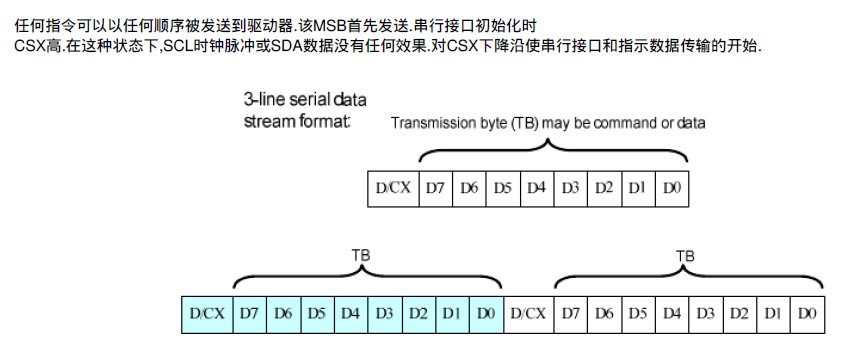 任何指令可以以任何顺序被发送到驱动器.该MSB首先发送.串行接口初始化时
CSX高.在这种状态下,SCL时钟脉冲或SDA数据没有任何效果.对CSX下降沿使串行接口和指示数据传输的开始.
3-line serial data
stream format:
Transmission byte (TB) may be command or data
D/CX D7 D6 D5 D4 D3 D2 D1 D0
TB TB
D/CX D7 D6 D5 D4 D3 D2 D1 D0 D/CX D7 D6 D5 D4 D3 D2 D1 D0